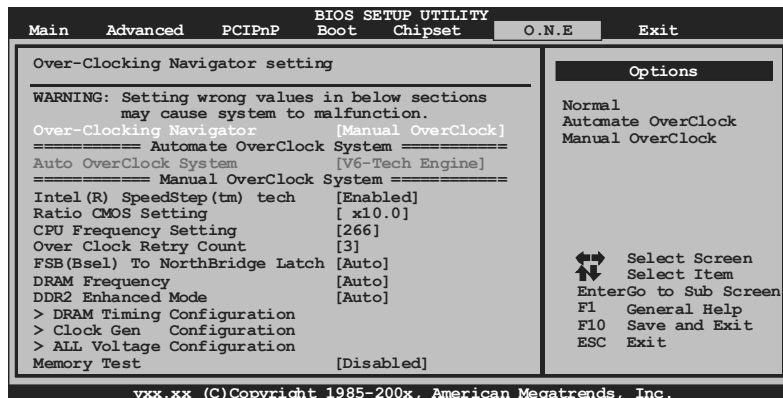 BIOS SETUP UTILITY
Main Advanced PCIPnP Boot Chipset O.N.E Exit
Over-Clocking Navigator setting
WARNING: Setting wrong values in below sections
may cause system to malfunction.
Over-Clocking Navigator [Manual OverClock]
=========== Automate OverClock System ===========
Auto OverClock System [V6-Tech Engine]
============ Manual OverClock System ============
Intel(R) SpeedStep(tm) tech [Enabled]
Ratio CMOS Setting [ x10.0]
CPU Frequency Setting [266]
Over Clock Retry Count [3]
FSB(Bsel) To NorthBridge Latch [Auto]
DRAM Frequency [Auto]
DDR2 Enhanced Mode [Auto]
> DRAM Timing Configuration
> Clock Gen Configuration
> ALL Voltage Configuration
Memory Test [Disabled]
Options
Normal
Automate OverClock
Manual OverClock
Select Screen
Select Item
EnterGo to Sub Screen
F1 General Help
F10 Save and Exit
ESC Exit
vxx.xx (C)Copyright 1985-200x, American Megatrends, Inc.